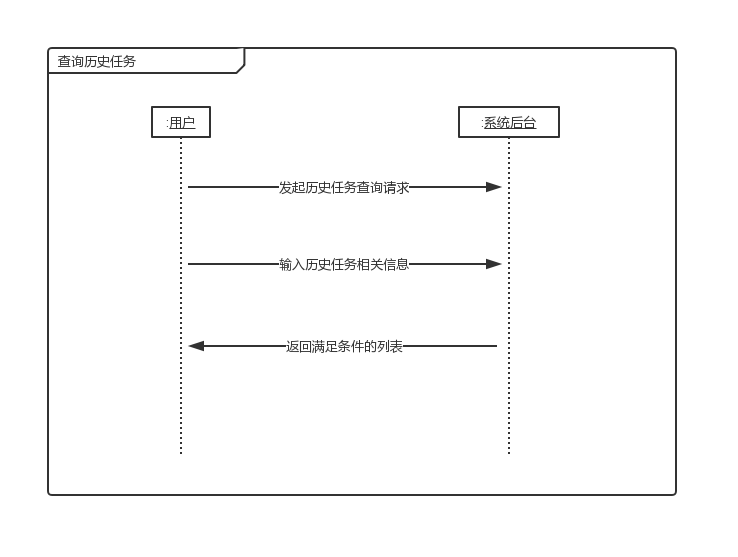 查询历史任务
:用户
:系统后台
发起历史任务查询请求
输入历史任务相关信息
返回满足条件的列表